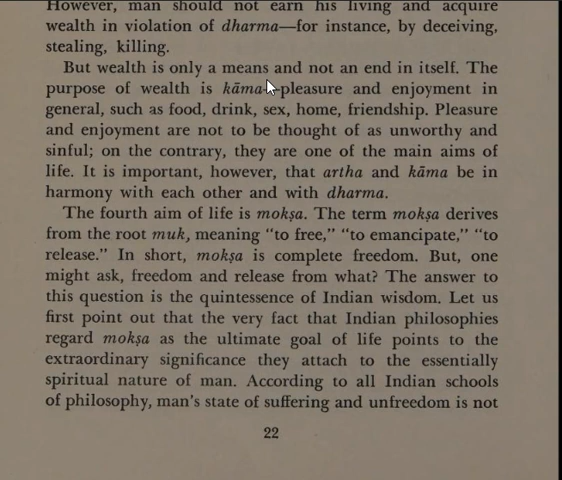 However, man should not earn his living and acquire
wealth in violation of dharma—for instance, by deceiving,
stealing, killing.
But wealth is only a means and not an end in itself. The
purpose of wealth is kāma—pleasure and enjoyment in
general, such as food, drink, sex, home, friendship. Pleasure
and enjoyment are not to be thought of as unworthy and
sinful; on the contrary, they are one of the main aims of
life. It is important, however, that artha and kāma be in
harmony with each other and with dharma.
The fourth aim of life is mokṣa. The term mokṣa derives
from the root muk, meaning “to free,” “to emancipate,” “to
release.” In short, mokṣa is complete freedom. But, one
might ask, freedom and release from what? The answer to
this question is the quintessence of Indian wisdom. Let us
first point out that the very fact that Indian philosophies
regard mokṣa as the ultimate goal of life points to the
extraordinary significance they attach to the essentially
spiritual nature of man. According to all Indian schools
of philosophy, man’s state of suffering and unfreedom is not
22